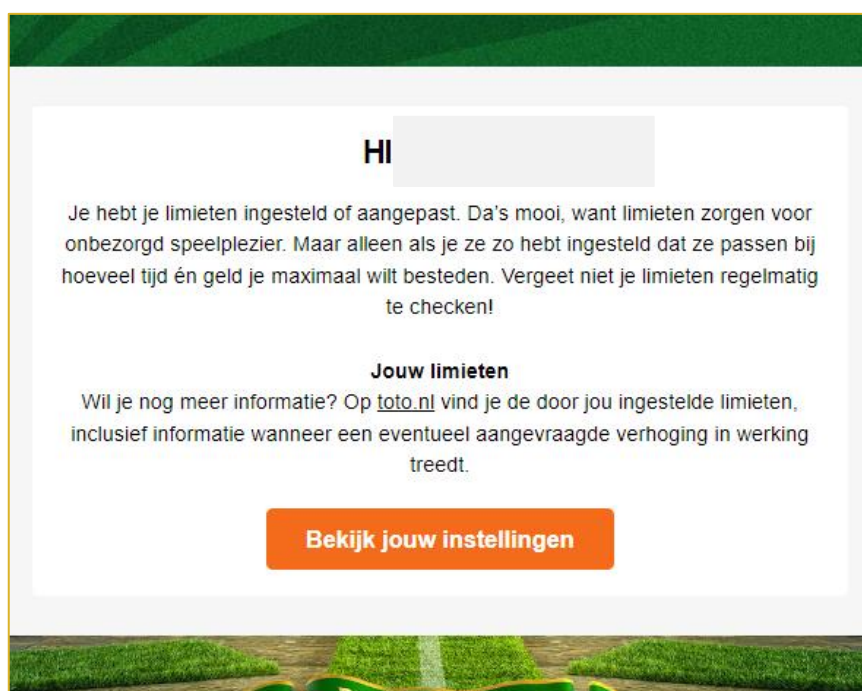 HI
Je hebt je limieten ingesteld of aangepast. Da's mooi, want limieten zorgen voor
onbezorgd speelplezier. Maar alleen als je ze zo hebt ingesteld dat ze passen bij
hoeveel tijd én geld je maximaal wilt besteden. Vergeet niet je limieten regelmatig
te checken!
Jouw limieten
Wil je nog meer informatie? Op toto.nl vind je de door jou ingestelde limieten,
inclusief informatie wanneer een eventueel aangevraagde verhoging in werking
treedt.
Bekijk jouw instellingen